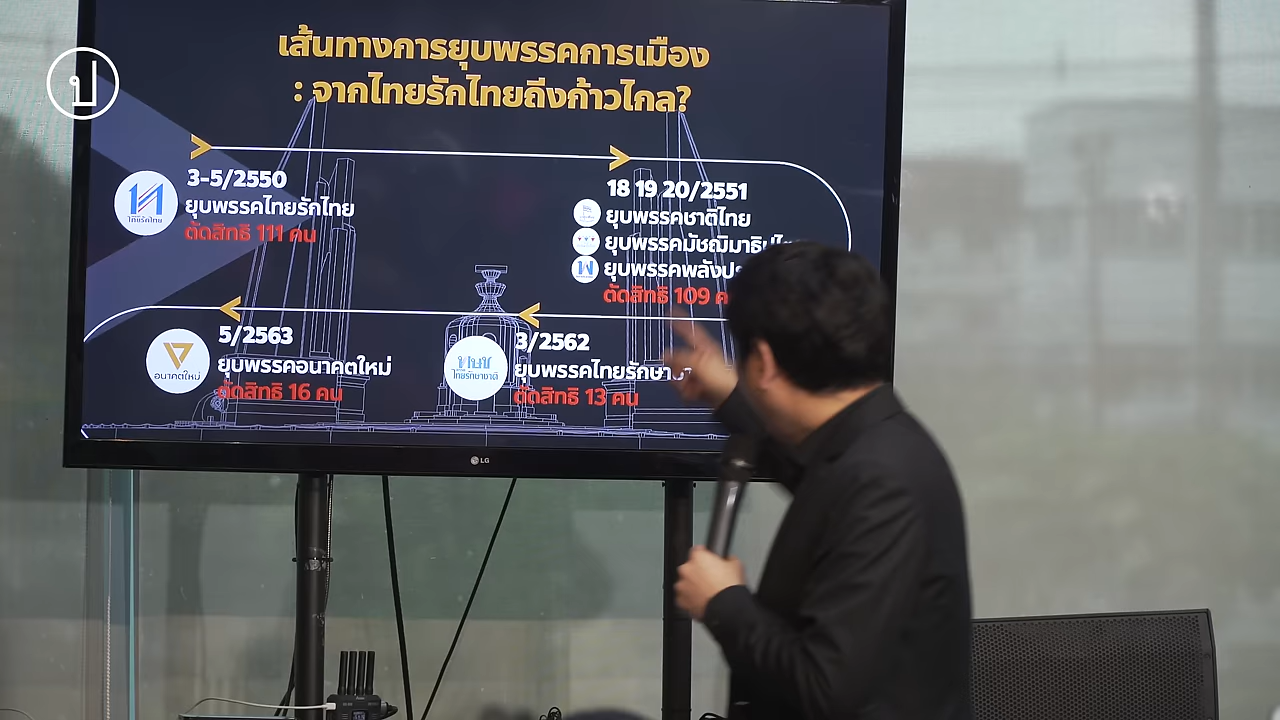 ป
เส้นทางการยุบพรรคการเมือง
: จากไทยรักไทยถึงก้าวไกล?
3-5/2550
ยุบพรรคไทยรักไทย
ตัดสิทธิ 111 คน
ไทยรักไทย
18 19 20/2551
ยุบพรรคชาติไทย
ยุบพรรคมัชฌิมาธิป
ยุบพรรคพลังป
ตัดสิทธิ 109 ค
5/2563
ยุบพรรคอนาคตใหม่
ตัดสิทธิ 16 คน
อนาคตใหม่
3/2562
ยุบพรรคไทยรักษา
ตัดสิทธิ 13 คน
ทษช
ไทยรักษาชาติ
LG